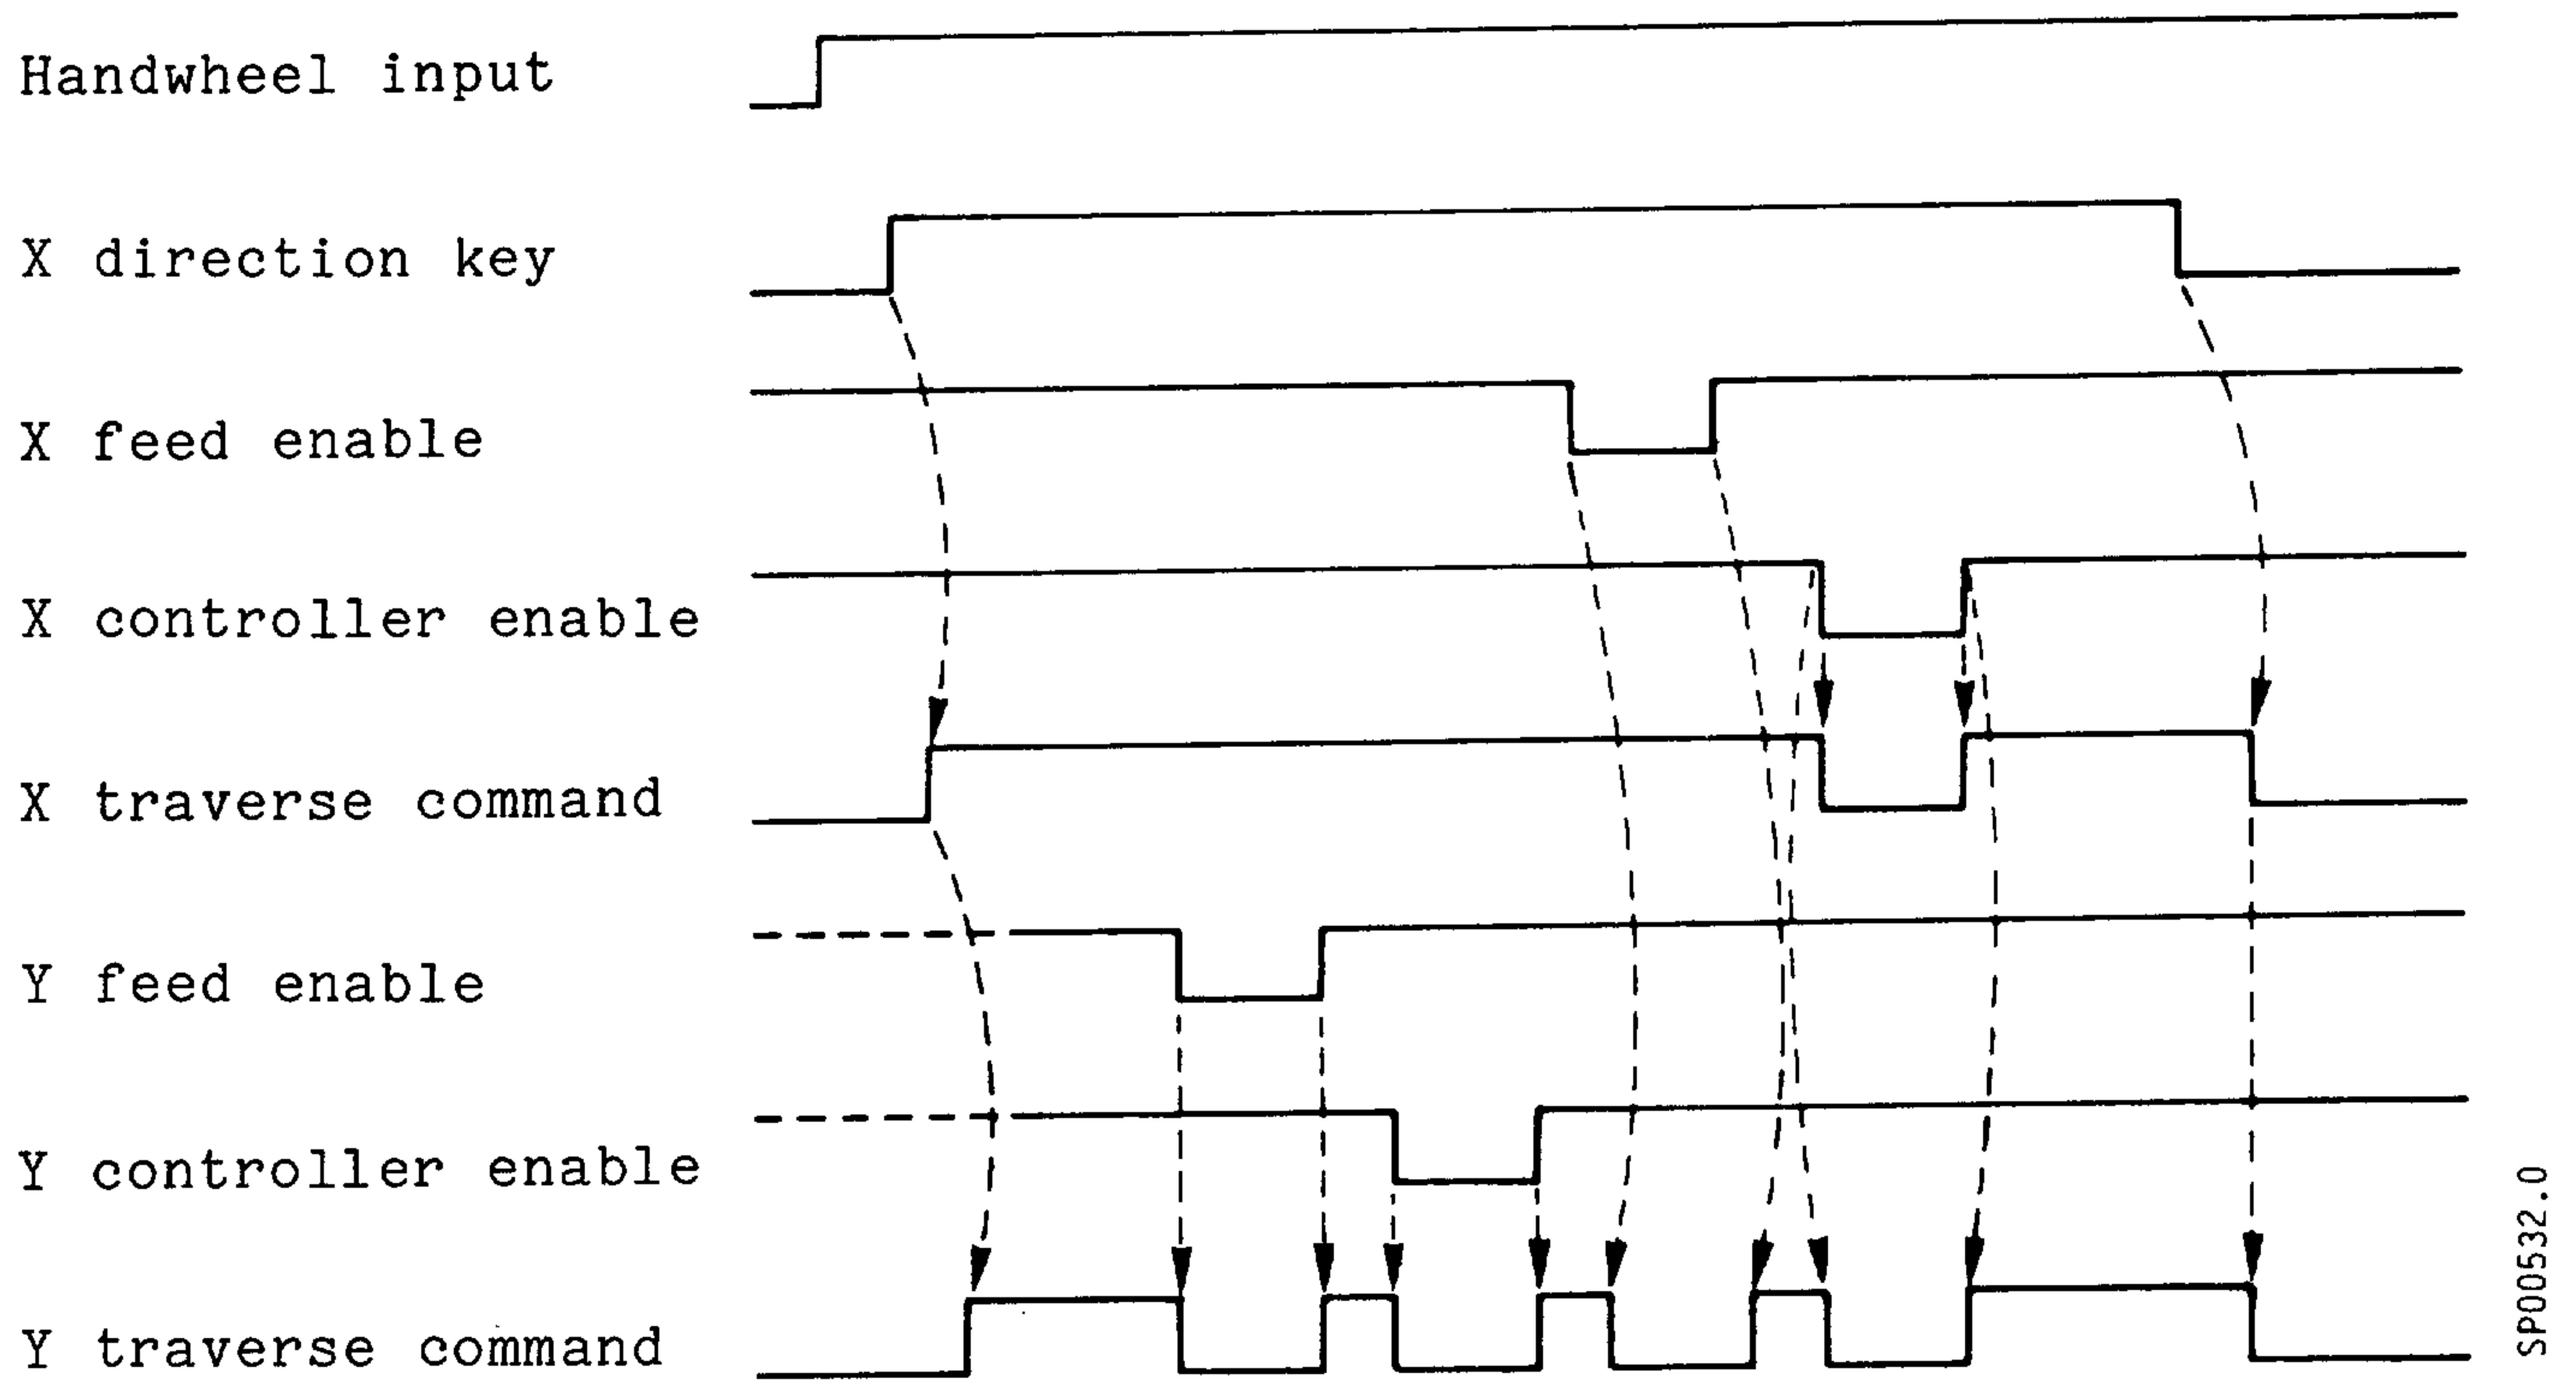 Handwheel input
X direction key
X feed enable
X controller enable
X traverse command
Y feed enable
Y controller enable
Y traverse command
SP00532.0